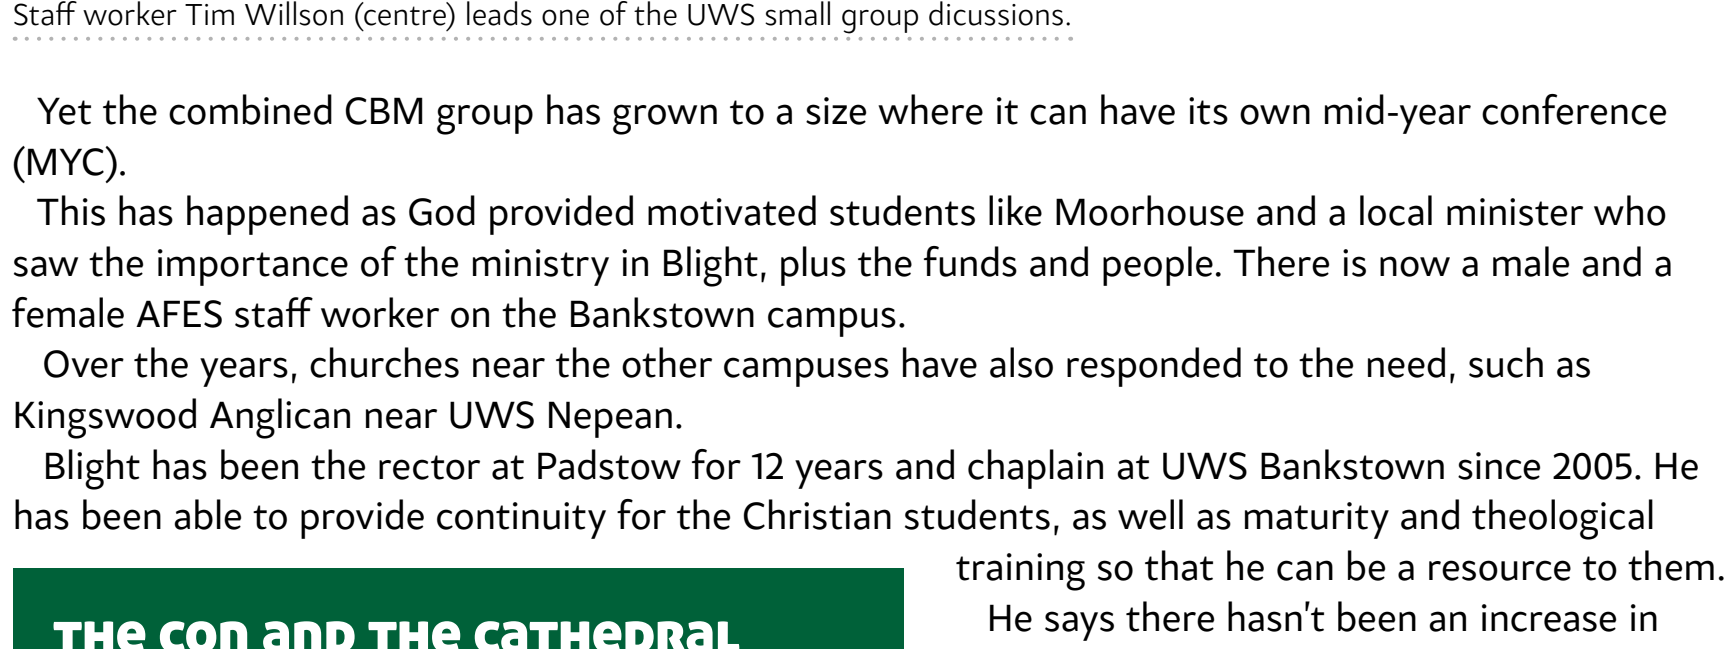 Staff worker Tim Willson (centre) leads one of the UWS small group dicussions.
Yet the combined CBM group has grown to a size where it can have its own mid-year conference
(MYC).
This has happened as God provided motivated students like Moorhouse and a local minister who
saw the importance of the ministry in Blight, plus the funds and people. There is now a male and a
female AFES staff worker on the Bankstown campus.
Over the years, churches near the other campuses have also responded to the need, such as
Kingswood Anglican near UWS Nepean.
Blight has been the rector at Padstow for 12 years and chaplain at UWS Bankstown since 2005. He
has been able to provide continuity for the Christian students, as well as maturity and theological
training so that he can be a resource to them.
He says there hasn't been an increase in
THe con and THe caTHeDRaL